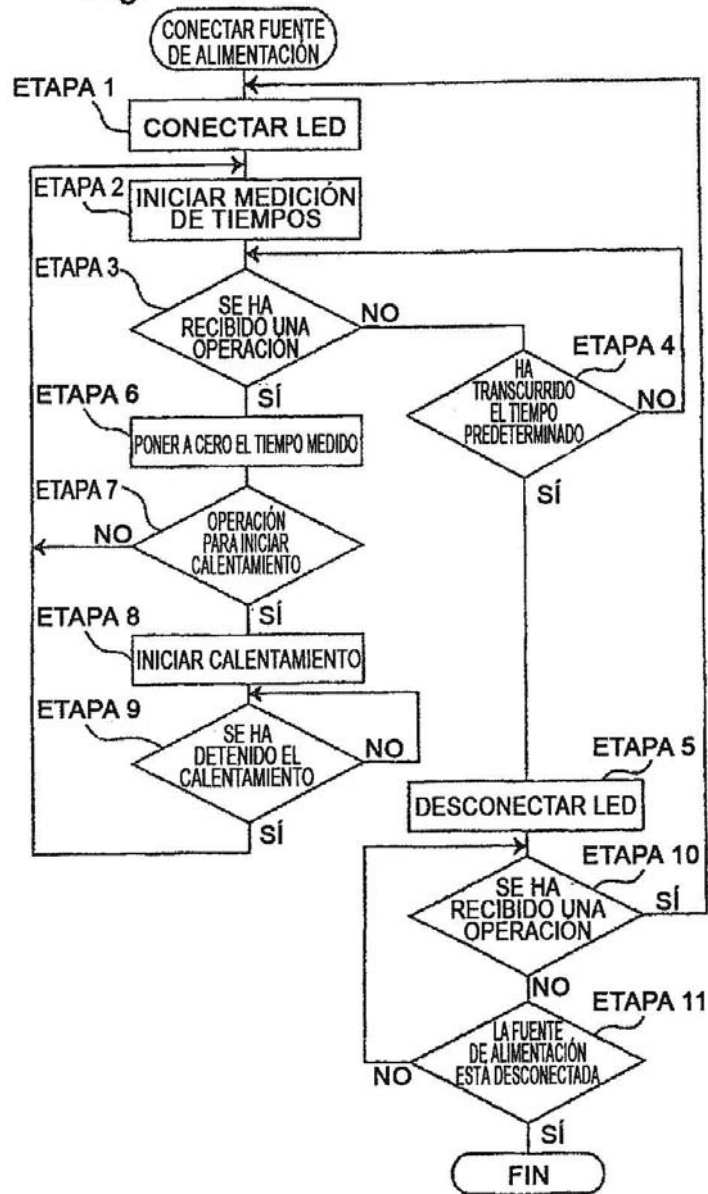 CONECTAR FUENTE
DE ALIMENTACIÓN
ETAPA 1
CONECTAR LED
ETAPA 2
INICIAR MEDICIÓN
DE TIEMPOS
ETAPA 3
SE HA
RECIBIDO UNA
OPERACIÓN
NO
SÍ
ETAPA 4
HA
TRANSCURRIDO
EL TIEMPO
PREDETERMINADO
NO
SÍ
ETAPA 6
PONER A CERO EL TIEMPO MEDIDO
ETAPA 7
OPERACIÓN
PARA INICIAR
CALENTAMIENTO
NO
SÍ
ETAPA 8
INICIAR CALENTAMIENTO
ETAPA 9
SE HA
DETENIDO EL
CALENTAMIENTO
NO
SÍ
ETAPA 5
DESCONECTAR LED
ETAPA 10
SE HA
RECIBIDO UNA
OPERACIÓN
SÍ
NO
ETAPA 11
LA FUENTE
DE ALIMENTACIÓN
ESTÁ DESCONECTADA
NO
SÍ
FIN